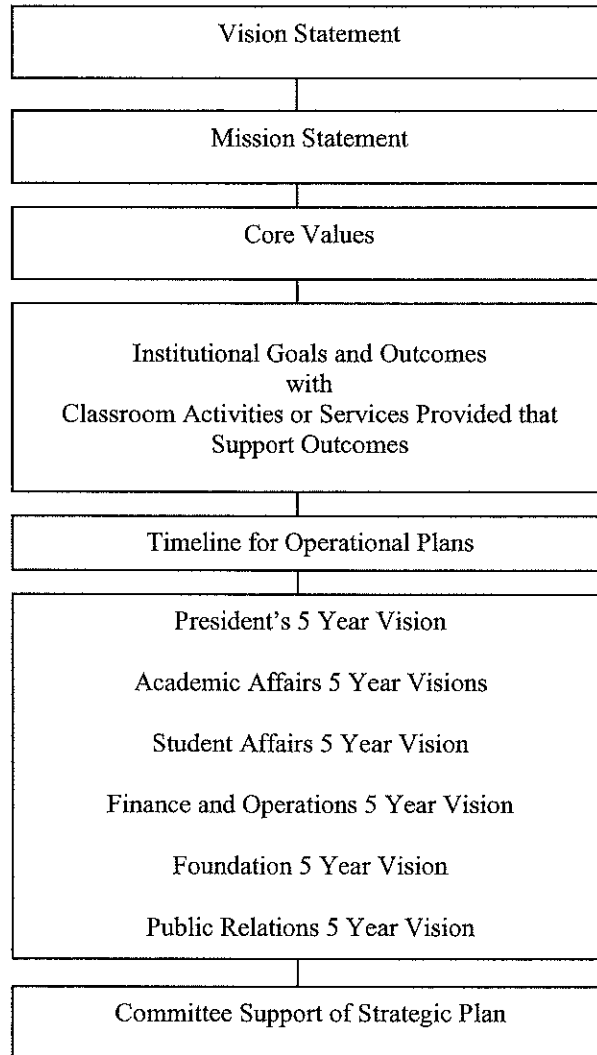 Vision Statement
Mission Statement
Core Values
Institutional Goals and Outcomes
with
Classroom Activities or Services Provided that
Support Outcomes
Timeline for Operational Plans
President's 5 Year Vision
Academic Affairs 5 Year Visions
Student Affairs 5 Year Vision
Finance and Operations 5 Year Vision
Foundation 5 Year Vision
Public Relations 5 Year Vision
Committee Support of Strategic Plan